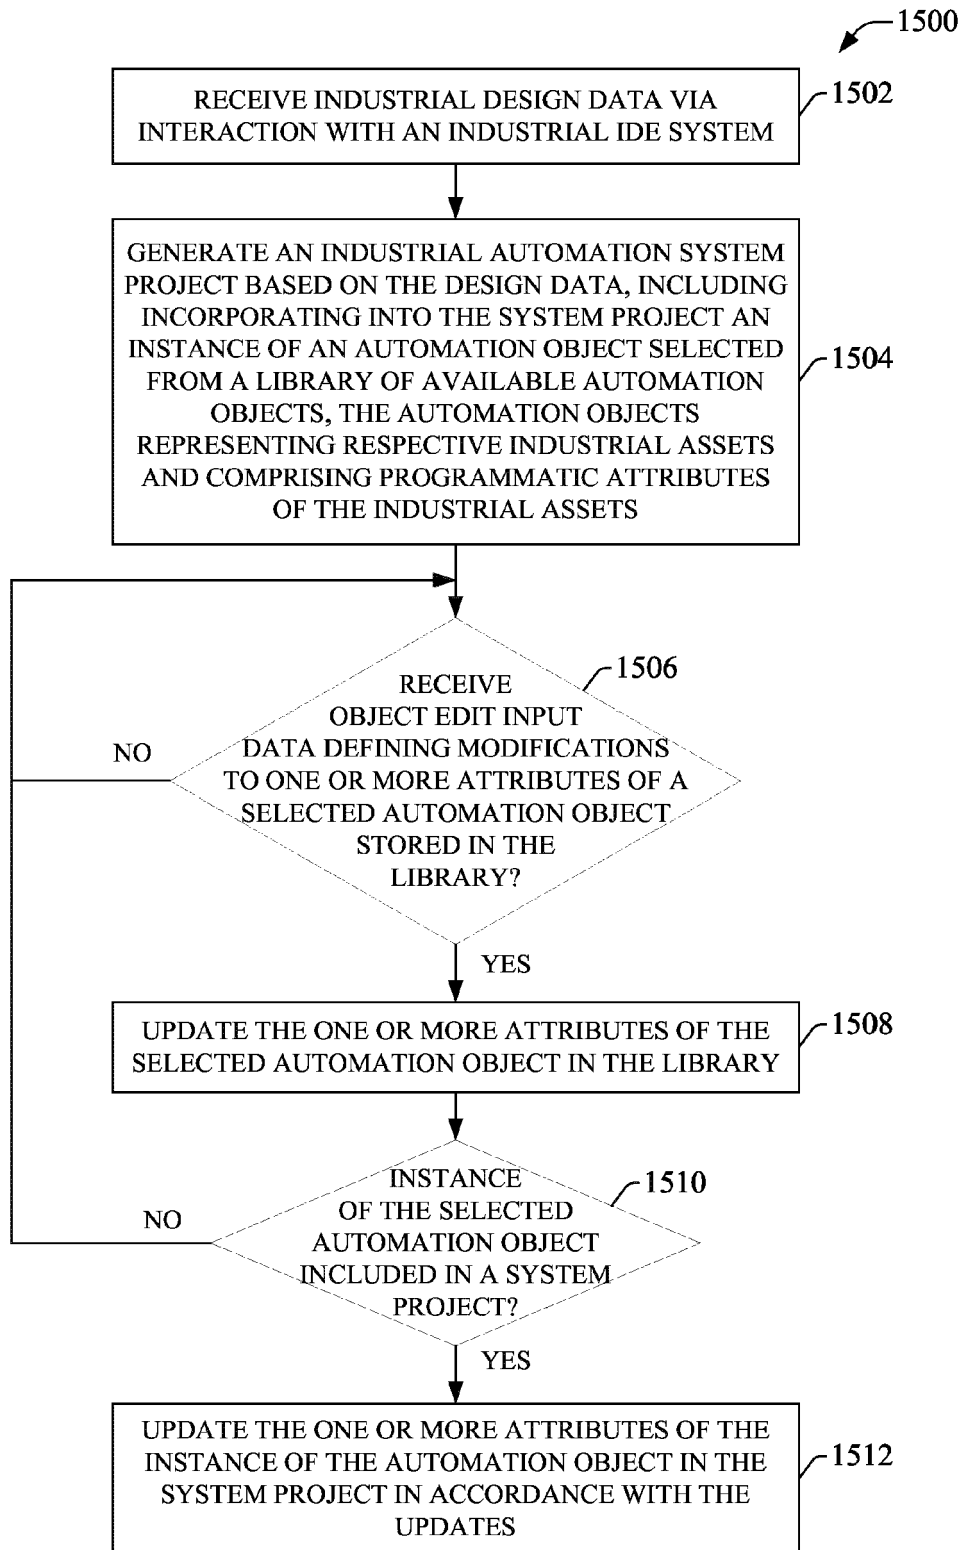 1500
RECEIVE INDUSTRIAL DESIGN DATA VIA
INTERACTION WITH AN INDUSTRIAL IDE SYSTEM
1502
GENERATE AN INDUSTRIAL AUTOMATION SYSTEM
PROJECT BASED ON THE DESIGN DATA, INCLUDING
INCORPORATING INTO THE SYSTEM PROJECT AN
INSTANCE OF AN AUTOMATION OBJECT SELECTED
FROM A LIBRARY OF AVAILABLE AUTOMATION
OBJECTS, THE AUTOMATION OBJECTS
REPRESENTING RESPECTIVE INDUSTRIAL ASSETS
AND COMPRISING PROGRAMMATIC ATTRIBUTES
OF THE INDUSTRIAL ASSETS
1504
RECEIVE
OBJECT EDIT INPUT
DATA DEFINING MODIFICATIONS
TO ONE OR MORE ATTRIBUTES OF A
SELECTED AUTOMATION OBJECT
STORED IN THE
LIBRARY?
1506
NO
YES
UPDATE THE ONE OR MORE ATTRIBUTES OF THE
SELECTED AUTOMATION OBJECT IN THE LIBRARY
1508
INSTANCE
OF THE SELECTED
AUTOMATION OBJECT
INCLUDED IN A SYSTEM
PROJECT?
1510
NO
YES
UPDATE THE ONE OR MORE ATTRIBUTES OF THE
INSTANCE OF THE AUTOMATION OBJECT IN THE
SYSTEM PROJECT IN ACCORDANCE WITH THE
UPDATES
1512